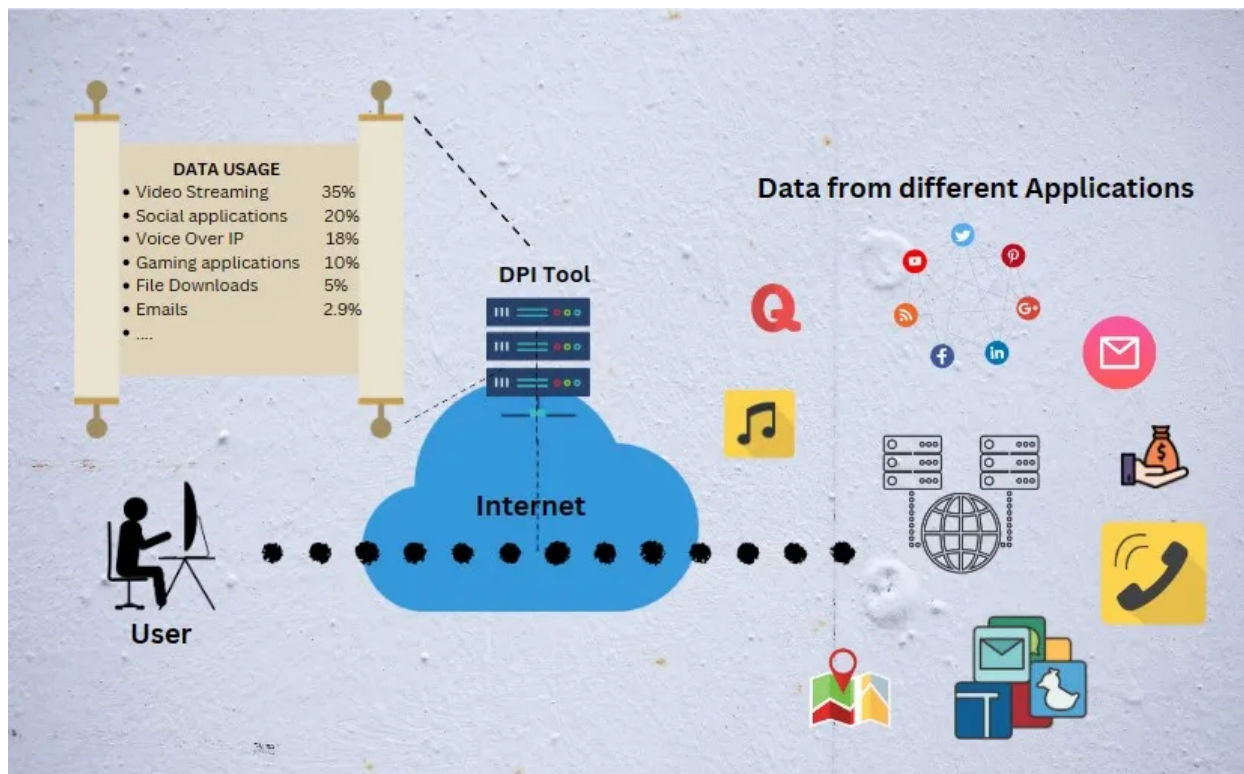 DATA USAGE
• Video Streaming 35%
• Social applications 20%
• Voice Over IP 18%
• Gaming applications 10%
• File Downloads 5%
• Emails 2.9%
• ....
Data from different Applications
DPI Tool
Internet
User